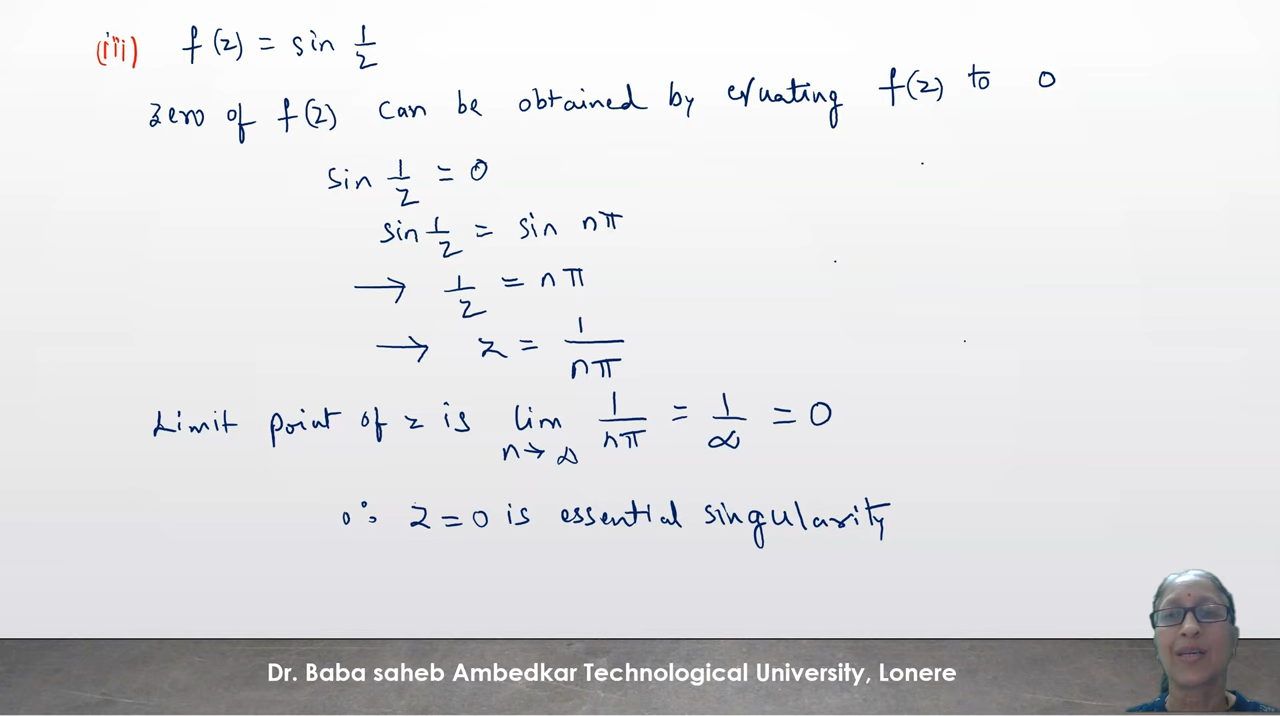 (iii) f(z) = sin 1/z
Zero of f(z) can be obtained by equating f(z) to 0
sin 1/z = 0
sin 1/z = sin nπ
→ 1/z = nπ
→ z = 1/nπ
Limit point of z is lim n→∞ 1/nπ = 1/∞ = 0
∴ z = 0 is essential singularity
Dr. Baba saheb Ambedkar Technological University, Lonere